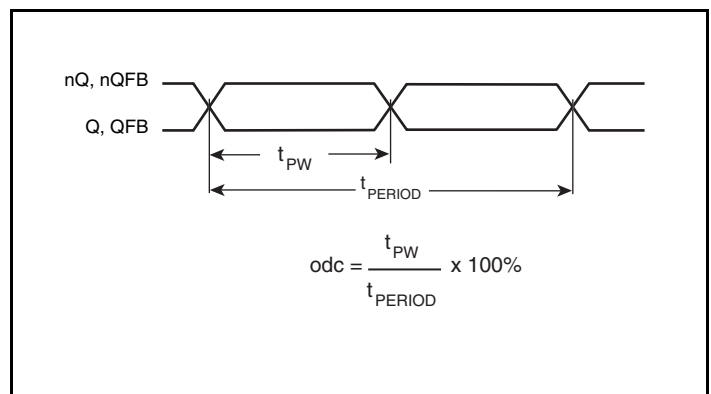 nQ, nQFB
Q, QFB
tPW
tPERIOD
odc = tPW / tPERIOD x 100%